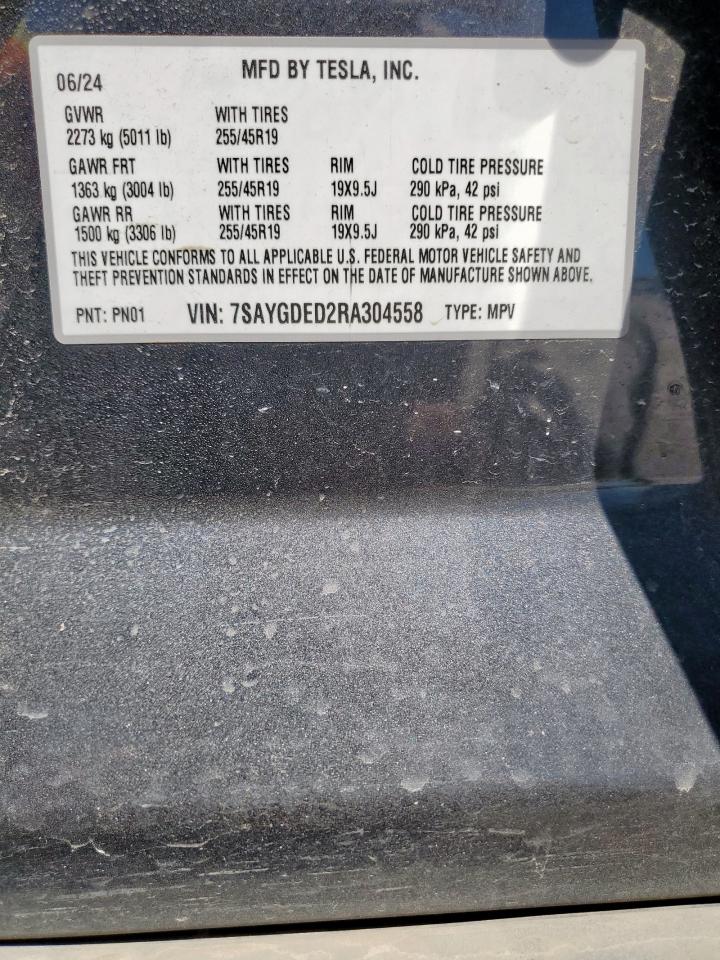 MFD BY TESLA, INC.
06/24
GVWR WITH TIRES
2273 kg (5011 lb) 255/45R19
GAWR FRT WITH TIRES RIM COLD TIRE PRESSURE
1363 kg (3004 lb) 255/45R19 19X9.5J 290 kPa, 42 psi
GAWR RR WITH TIRES RIM COLD TIRE PRESSURE
1500 kg (3306 lb) 255/45R19 19X9.5J 290 kPa, 42 psi
THIS VEHICLE CONFORMS TO ALL APPLICABLE U.S. FEDERAL MOTOR VEHICLE SAFETY AND
THEFT PREVENTION STANDARDS IN EFFECT ON THE DATE OF MANUFACTURE SHOWN ABOVE.
PNT: PN01 VIN: 7SAYGDED2RA304558 TYPE: MPV